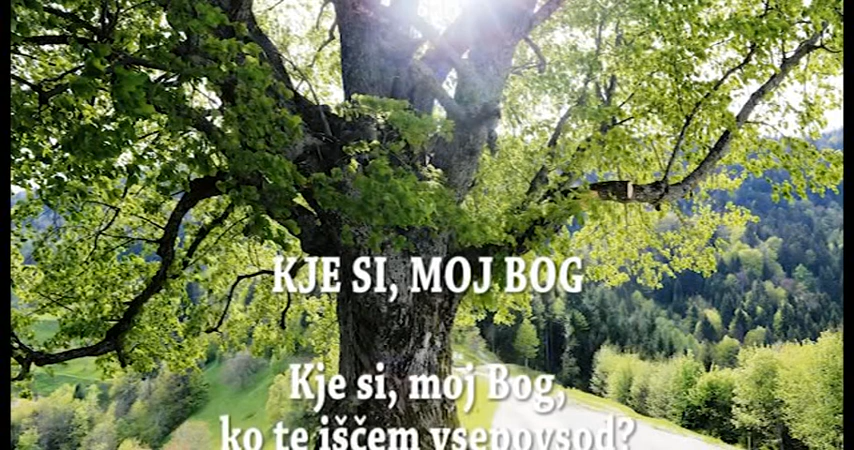 KJE SI, MOJ BOG
Kje si, moj Bog,
ko te iščem vsepovsod?